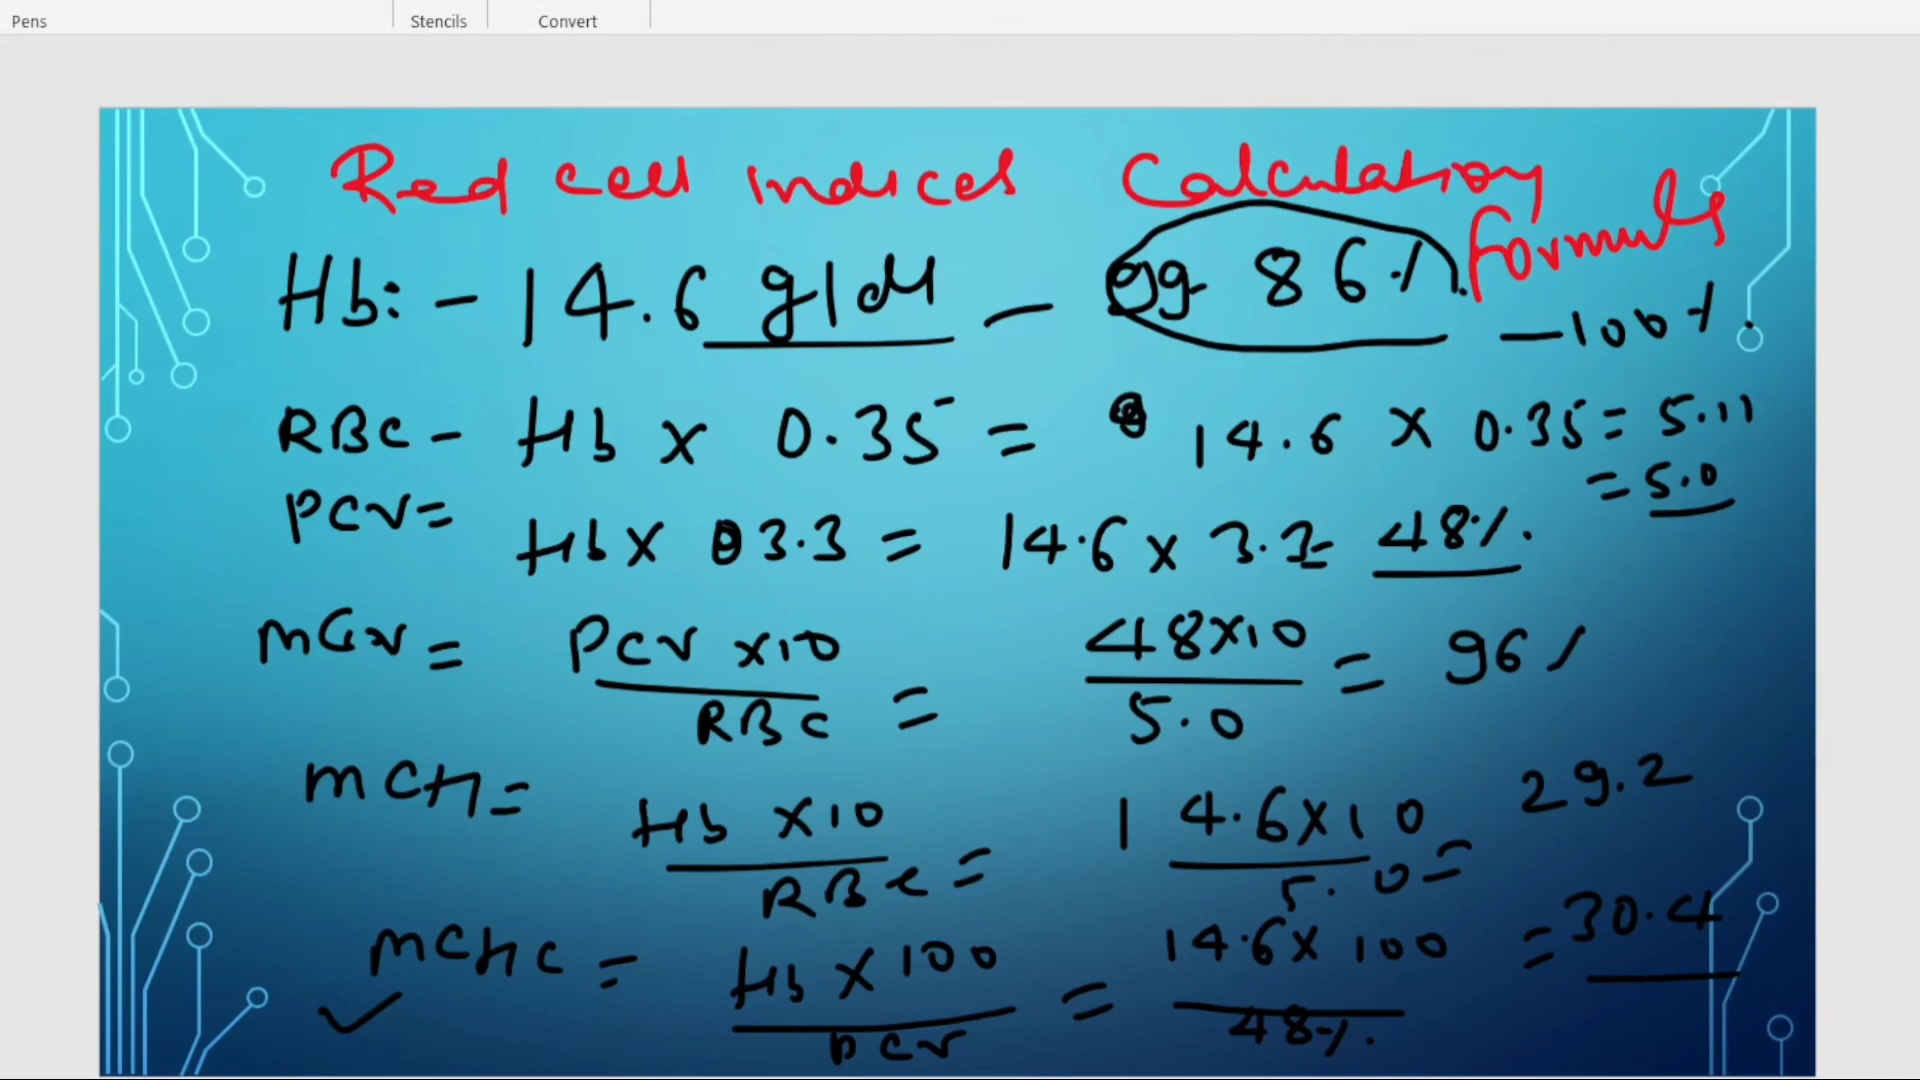 Pens Stencils Convert
Red cell indices Calculation
formula
Hb:- 14.6 g/dl — 99 86%.
— 100%.
RBC - Hb x 0.35 = 14.6 x 0.35 = 5.11
= 5.0
PCV = Hb x 3.3 = 14.6 x 3.3 = 48%.
MCV = PCV x10 / RBC = 48x10 / 5.0 = 96
MCH = Hb x10 / RBC = 14.6x10 / 5.0 = 29.2
MCHC = Hb x 100 / PCV = 14.6x 100 / 48%. = 30.4